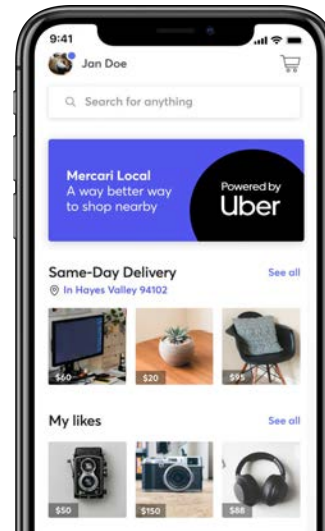 9:41
Jan Doe
Search for anything
Mercari Local
A way better way
to shop nearby
Powered by
Uber
Same-Day Delivery
See all
In Hayes Valley 94102
$60
$20
$95
My likes
See all
$50
$150
$88